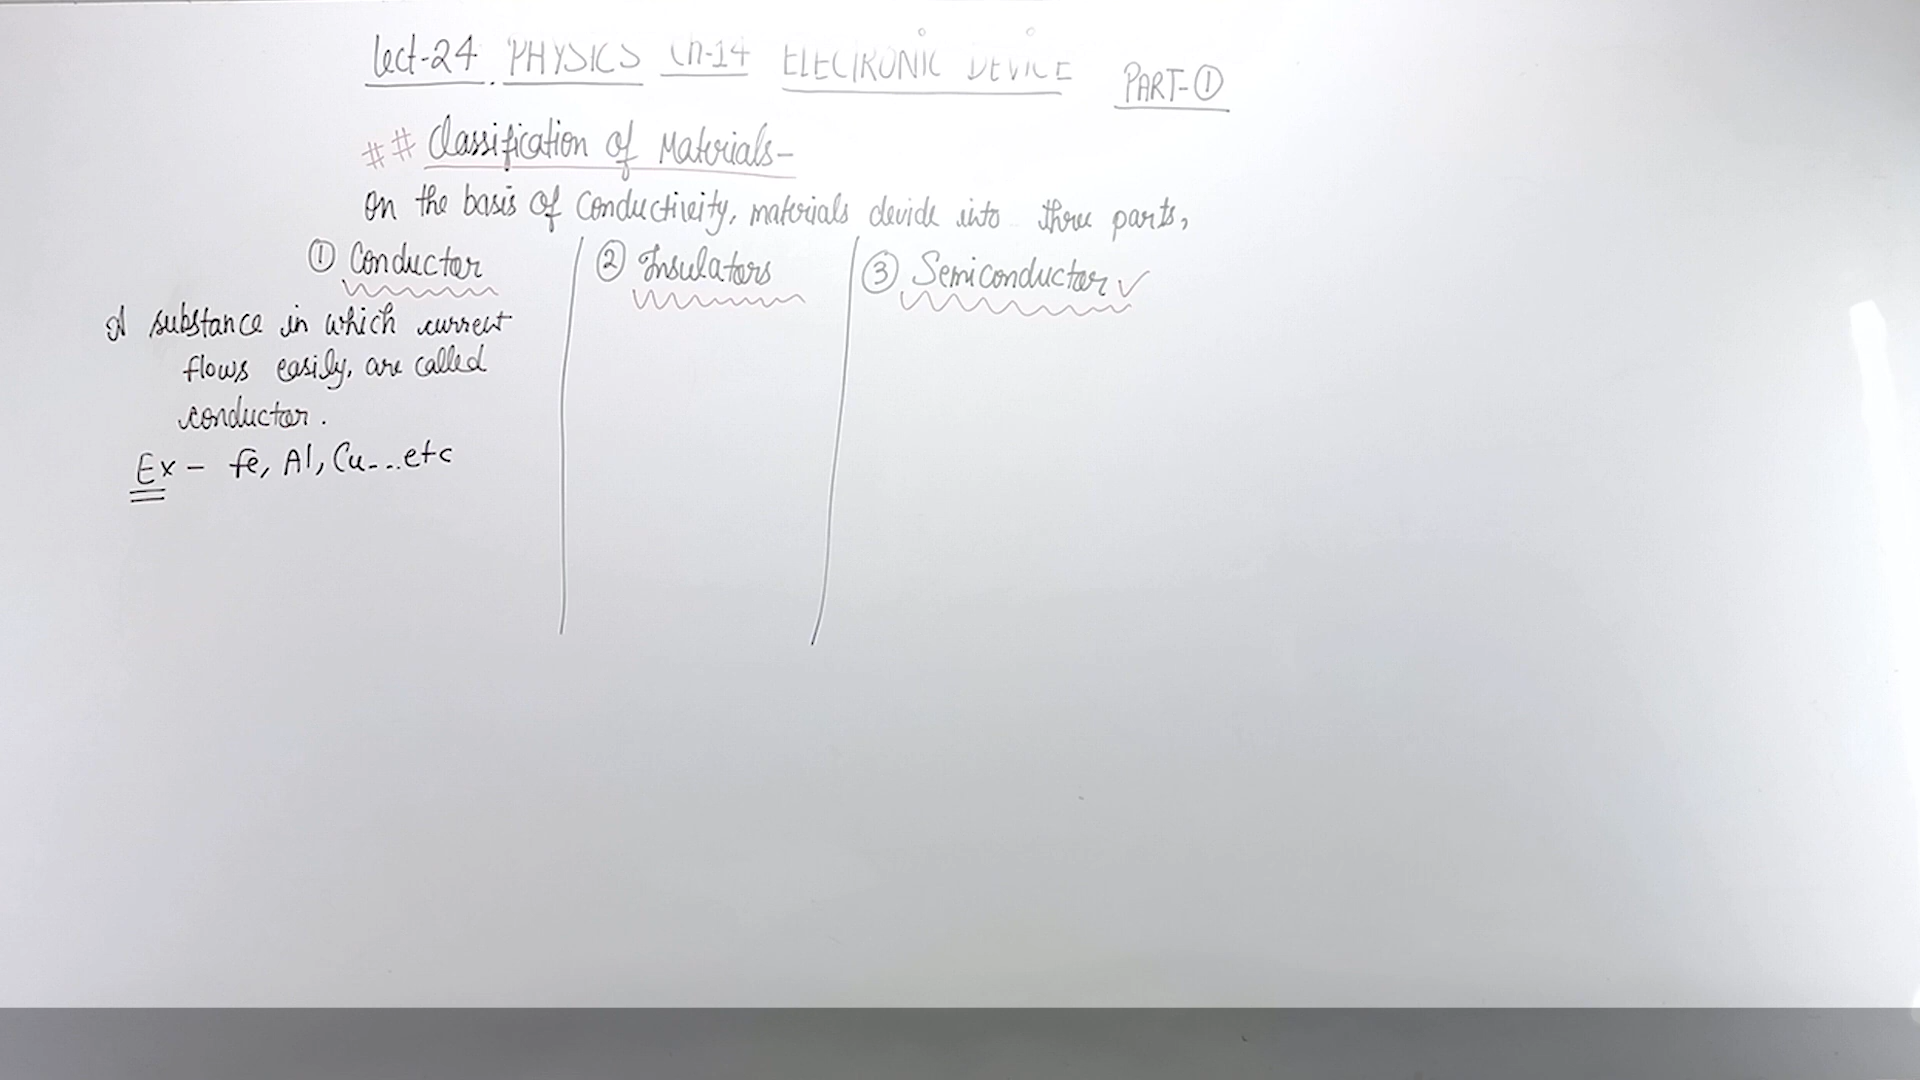 Lect-24. PHYSICS Ch-14 ELECTRONIC DEVICE PART-①
## Classification of Materials-
On the basis of Conductivity, materials devide into three parts,
① Conductor
A substance in which current
flows easily, are called
conductor.
Ex - Fe, Al, Cu---etc
② Insulators
③ Semiconductor ✓